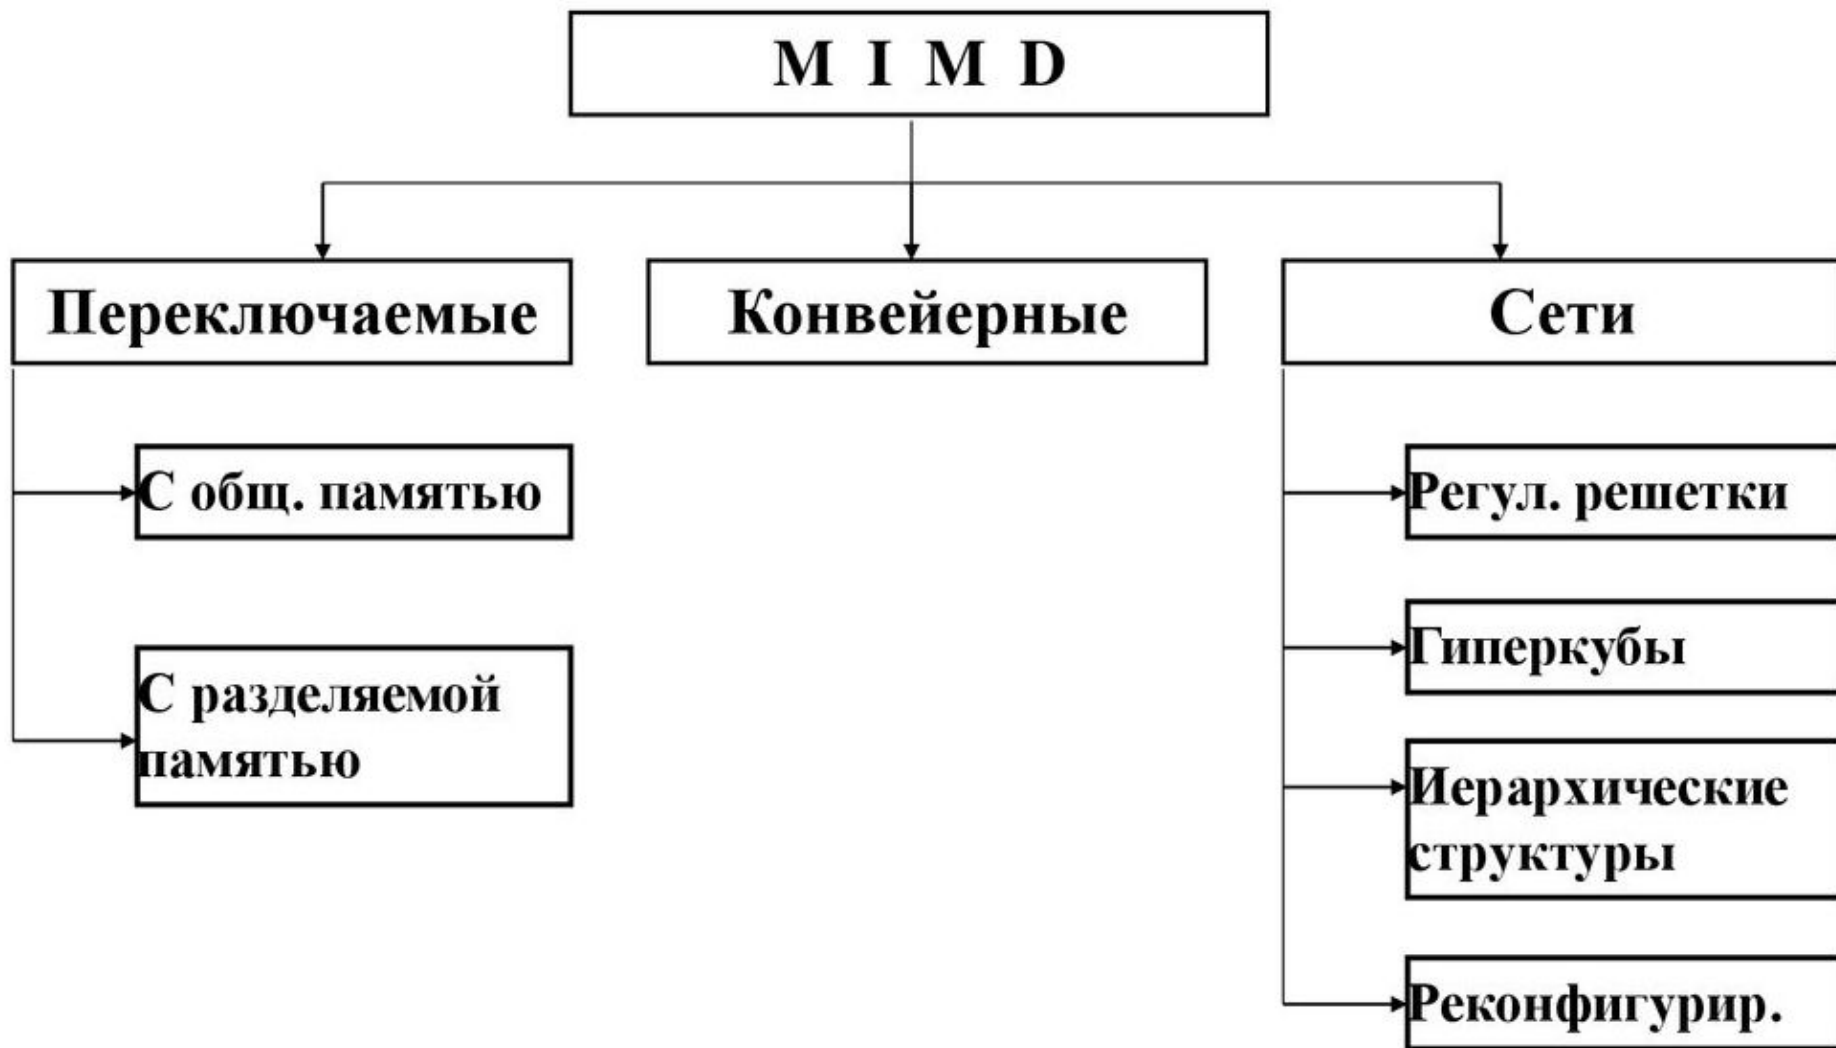 M I M D
Переключаемые
Конвейерные
Сети
С общ. памятью
С разделяемой
памятью
Регул. решетки
Гиперкубы
Иерархические
структуры
Реконфигурир.